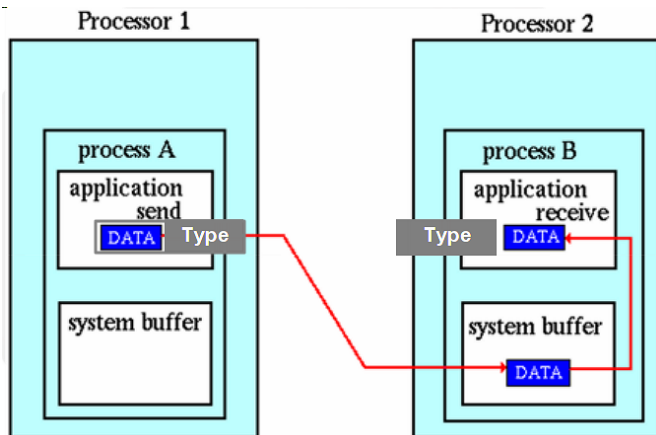 Processor 1
process A
application
send
DATA
Type
system buffer
Processor 2
process B
application
receive
Type
DATA
system buffer
DATA